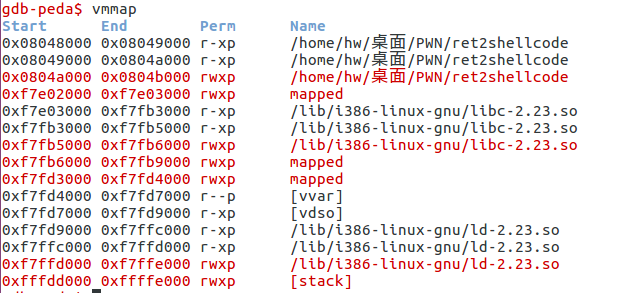 gdb-peda$ vmmap
Start      End        Perm      Name
0x08048000 0x08049000 r-xp      /home/hw/桌面/PWN/ret2shellcode
0x08049000 0x0804a000 r-xp      /home/hw/桌面/PWN/ret2shellcode
0x0804a000 0x0804b000 rwxp      /home/hw/桌面/PWN/ret2shellcode
0xf7e02000 0xf7e03000 rwxp      mapped
0xf7e03000 0xf7fb3000 r-xp      /lib/i386-linux-gnu/libc-2.23.so
0xf7fb3000 0xf7fb5000 r-xp      /lib/i386-linux-gnu/libc-2.23.so
0xf7fb5000 0xf7fb6000 rwxp      /lib/i386-linux-gnu/libc-2.23.so
0xf7fb6000 0xf7fb9000 rwxp      mapped
0xf7fd3000 0xf7fd4000 rwxp      mapped
0xf7fd4000 0xf7fd7000 r--p      [vvar]
0xf7fd7000 0xf7fd9000 r-xp      [vdso]
0xf7fd9000 0xf7ffc000 r-xp      /lib/i386-linux-gnu/ld-2.23.so
0xf7ffc000 0xf7ffd000 r-xp      /lib/i386-linux-gnu/ld-2.23.so
0xf7ffd000 0xf7ffe000 rwxp      /lib/i386-linux-gnu/ld-2.23.so
0xfffdd000 0xffffe000 rwxp      [stack]